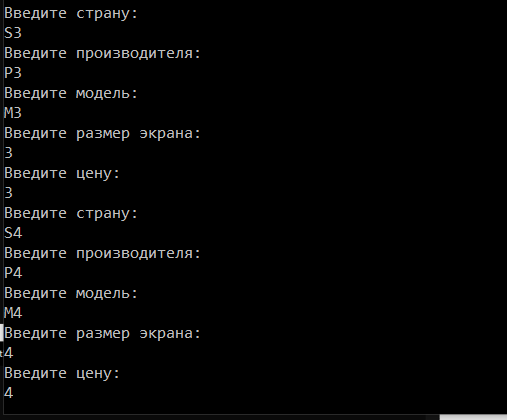 Введите страну:
S3
Введите производителя:
P3
Введите модель:
M3
Введите размер экрана:
3
Введите цену:
3
Введите страну:
S4
Введите производителя:
P4
Введите модель:
M4
Введите размер экрана:
4
Введите цену:
4